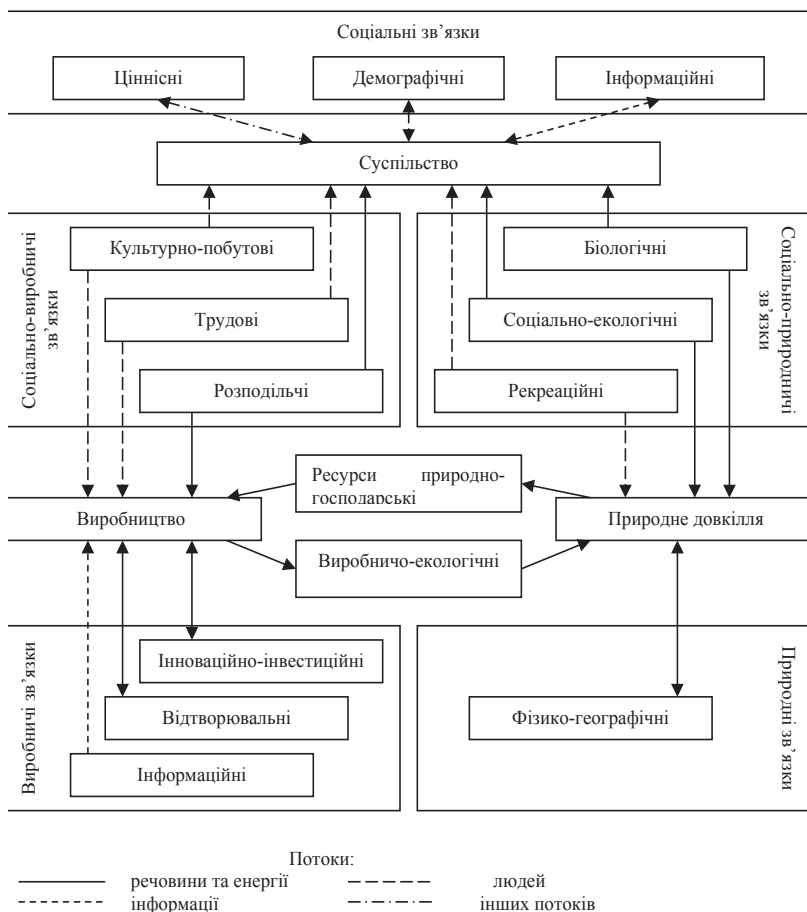 Соціальні зв’язки
Ціннісні
Демографічні
Інформаційні
Суспільство
Соціально-виробничі
зв’язки
Культурно-побутові
Трудові
Розподільчі
Біологічні
Соціально-екологічні
Рекреаційні
Соціально-природничі
зв’язки
Ресурси природно-
господарські
Виробництво
Природне довкілля
Виробничо-екологічні
Виробничі зв’язки
Інноваційно-інвестиційні
Відтворювальні
Інформаційні
Фізико-географічні
Природні зв’язки
Потоки:
речовини та енергії
людей
інформації
інших потоків